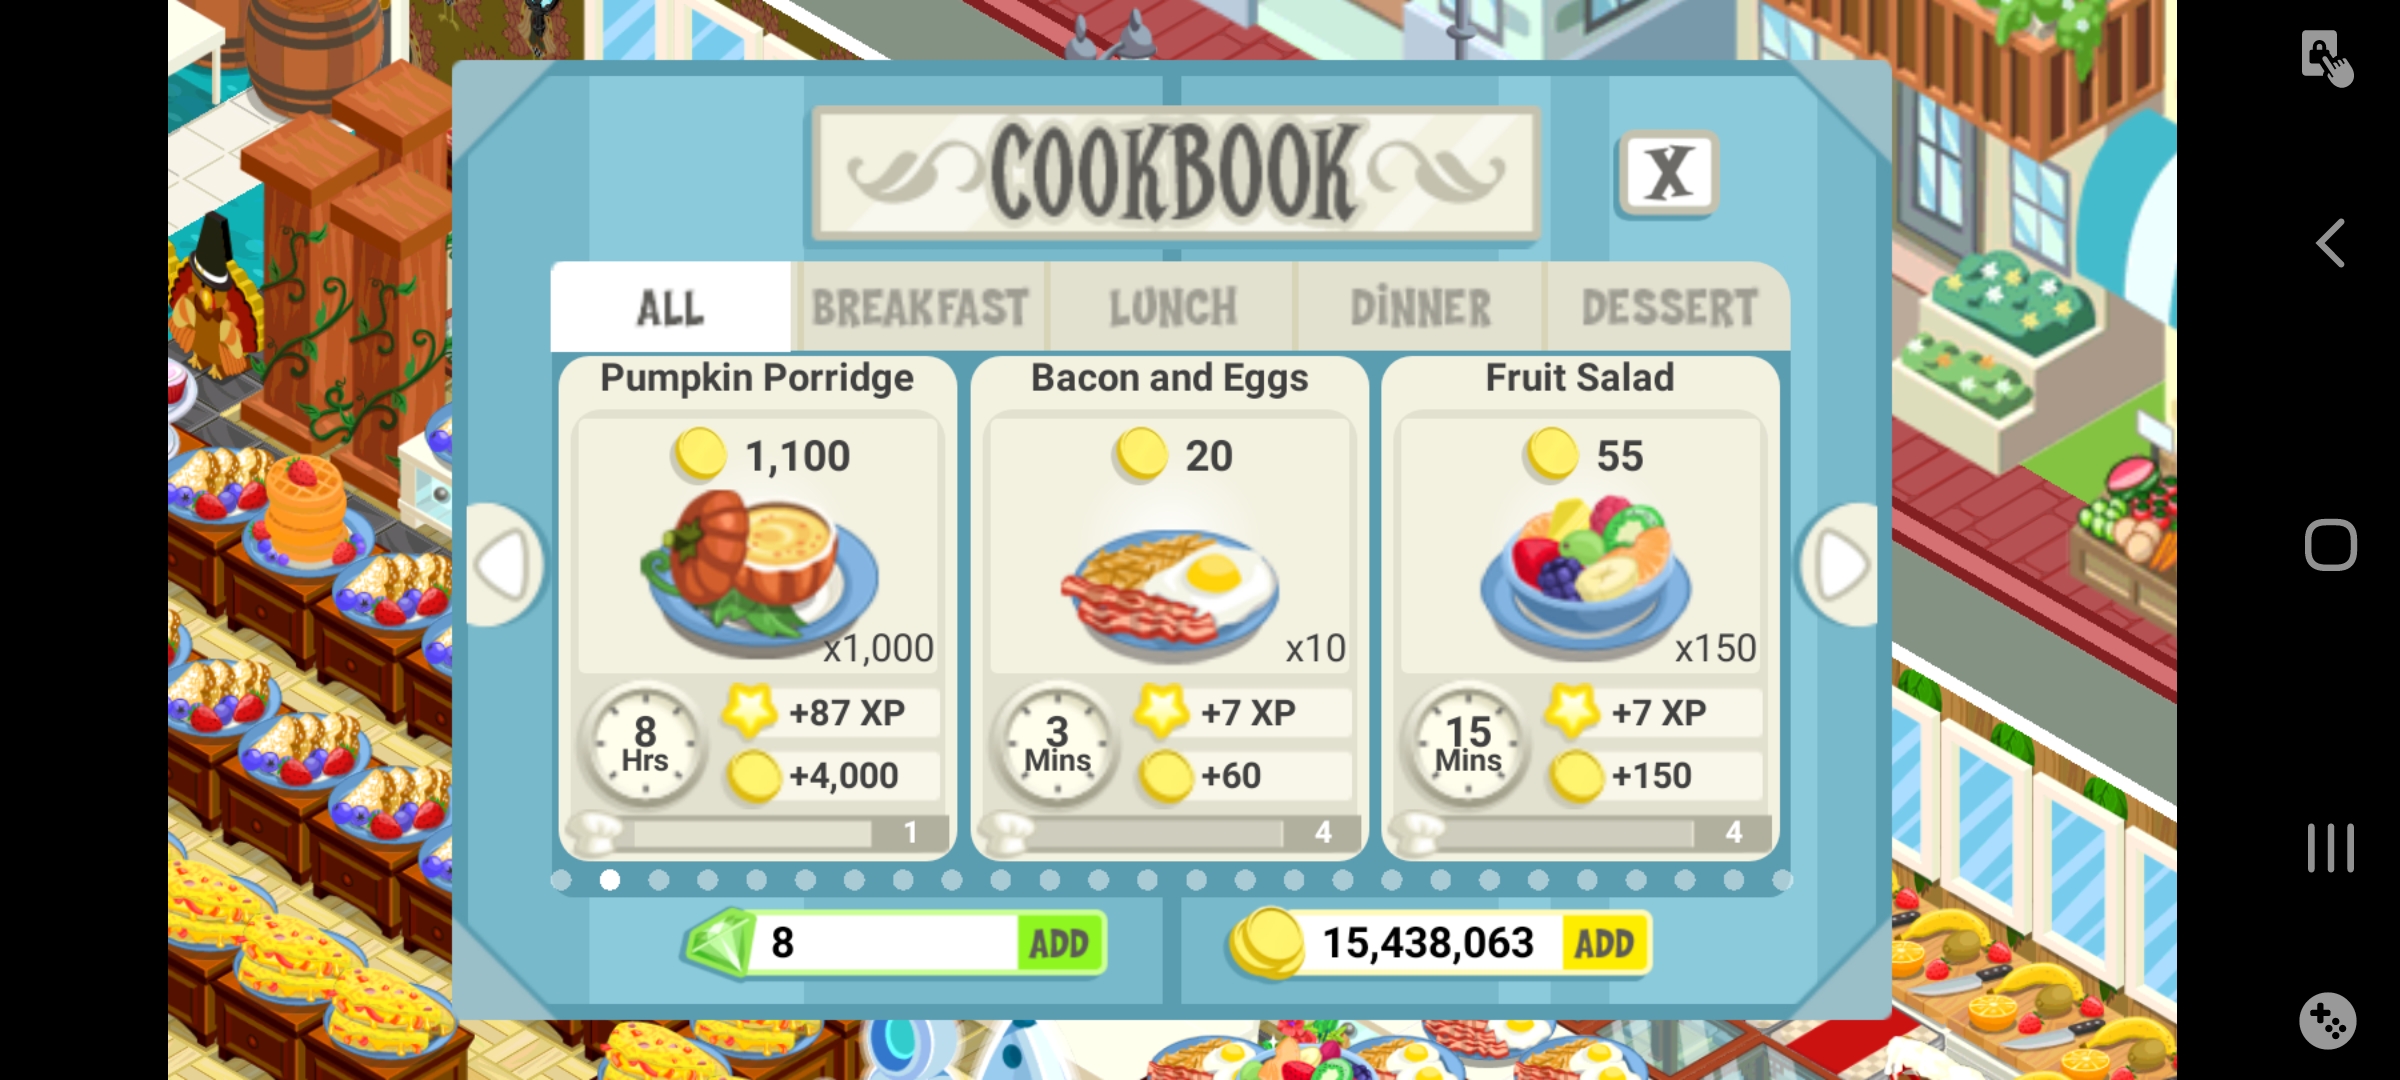 COOKBOOK
X
ALL
BREAKFAST
LUNCH
DINNER
DESSERT
Pumpkin Porridge
1,100
x1,000
8
Hrs
+87 XP
+4,000
1
Bacon and Eggs
20
x10
3
Mins
+7 XP
+60
4
Fruit Salad
55
x150
15
Mins
+7 XP
+150
4
8
ADD
15,438,063
ADD